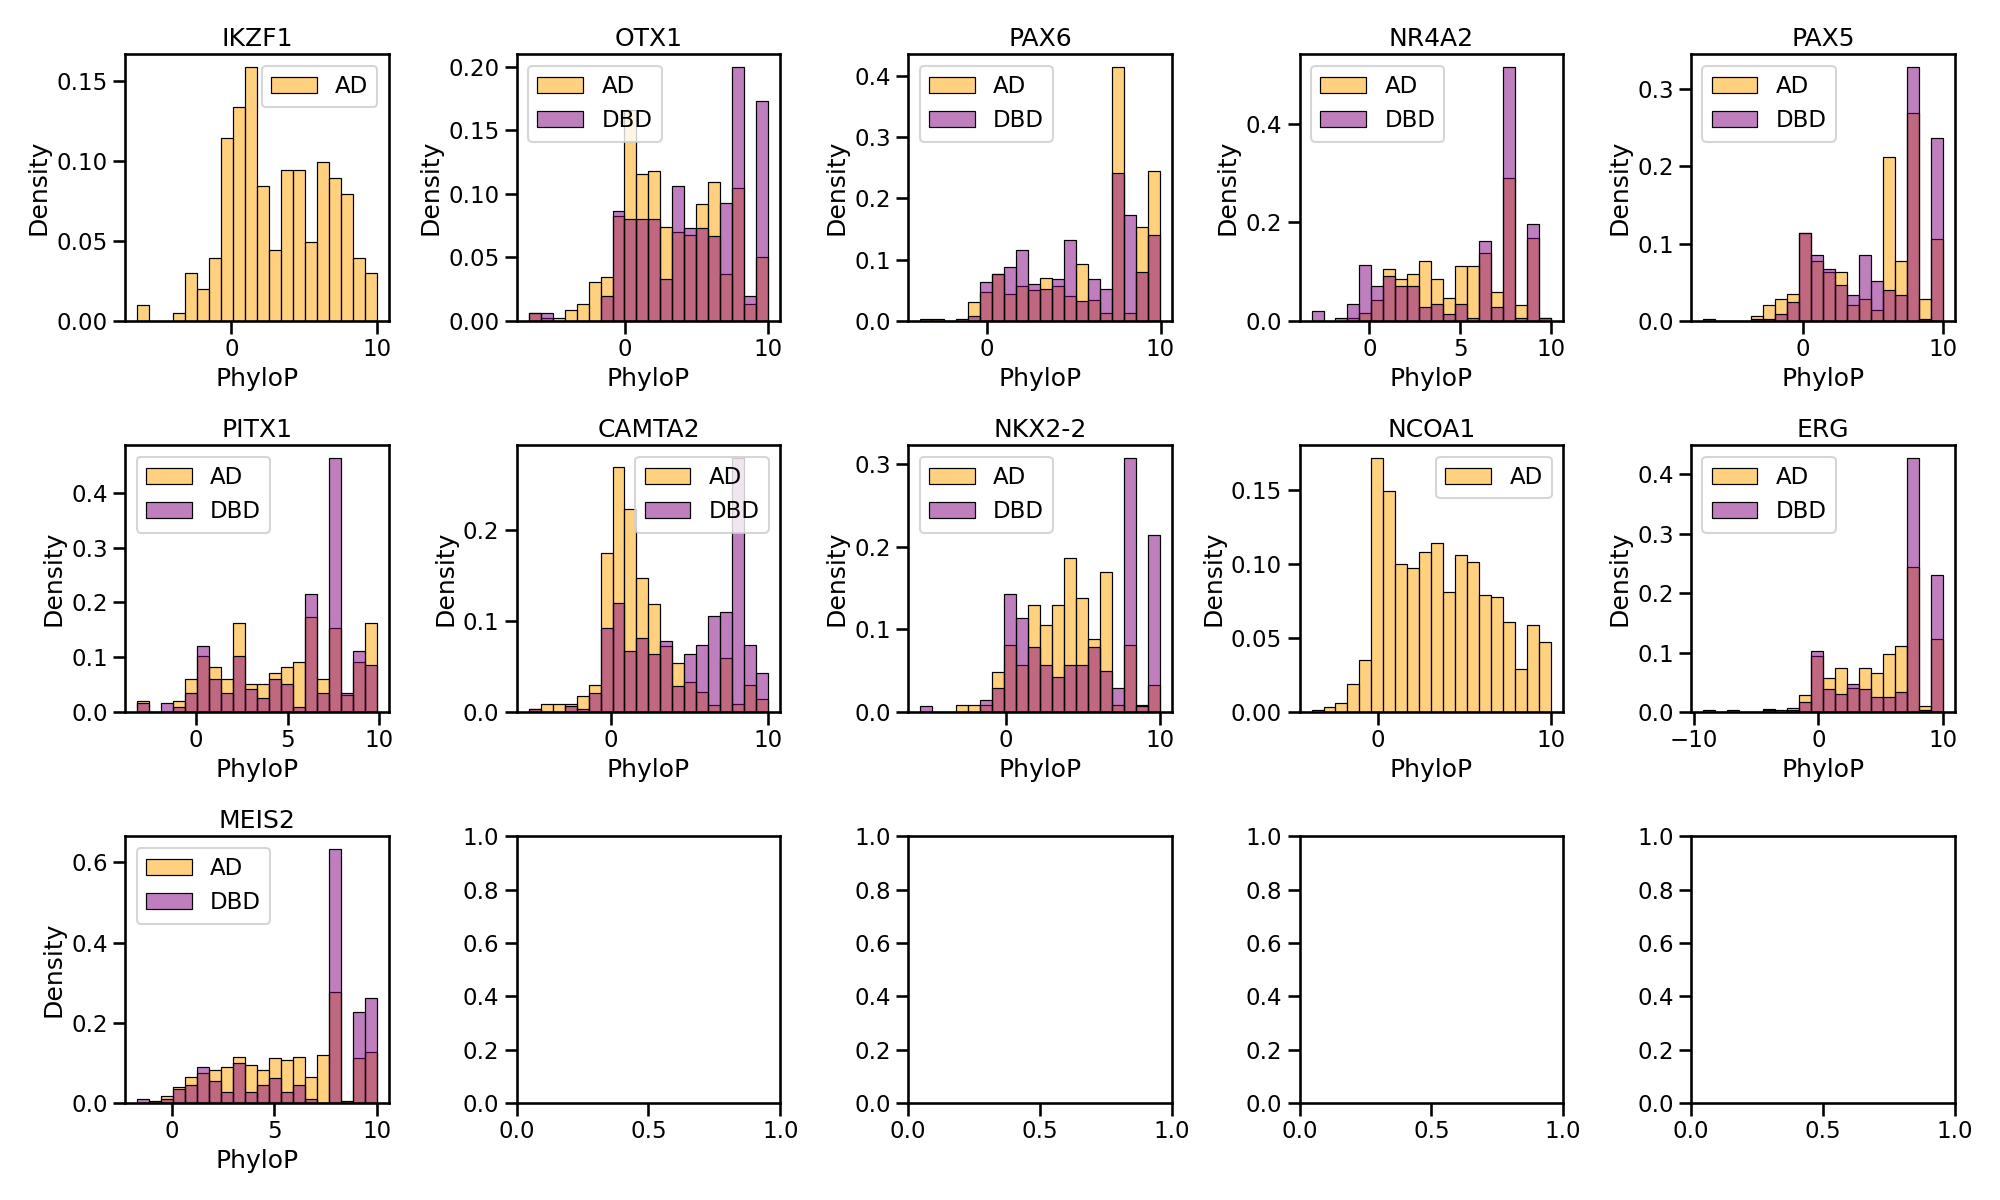 IKZF1 OTX1 PAX6 NR4A2 PAX5
0.15 0.10 0.05 0.00
Density
AD
0 10
PhyloP
0.20 0.15 0.10 0.05 0.00
Density
AD
DBD
0 10
PhyloP
0.4 0.3 0.2 0.1 0.0
Density
AD
DBD
0 10
PhyloP
0.4 0.2 0.0
Density
AD
DBD
0 5 10
PhyloP
0.3 0.2 0.1 0.0
Density
AD
DBD
0 10
PhyloP
PITX1 CAMTA2 NKX2-2 NCOA1 ERG
0.4 0.3 0.2 0.1 0.0
Density
AD
DBD
0 5 10
PhyloP
0.2 0.1 0.0
Density
AD
DBD
0 10
PhyloP
0.3 0.2 0.1 0.0
Density
AD
DBD
0 10
PhyloP
0.15 0.10 0.05 0.00
Density
AD
0 10
PhyloP
0.4 0.3 0.2 0.1 0.0
Density
AD
DBD
−10 0 10
PhyloP
MEIS2
0.6 0.4 0.2 0.0
Density
AD
DBD
0 5 10
PhyloP
1.0 0.8 0.6 0.4 0.2 0.0
0.0 0.5 1.0
1.0 0.8 0.6 0.4 0.2 0.0
0.0 0.5 1.0
1.0 0.8 0.6 0.4 0.2 0.0
0.0 0.5 1.0
1.0 0.8 0.6 0.4 0.2 0.0
0.0 0.5 1.0